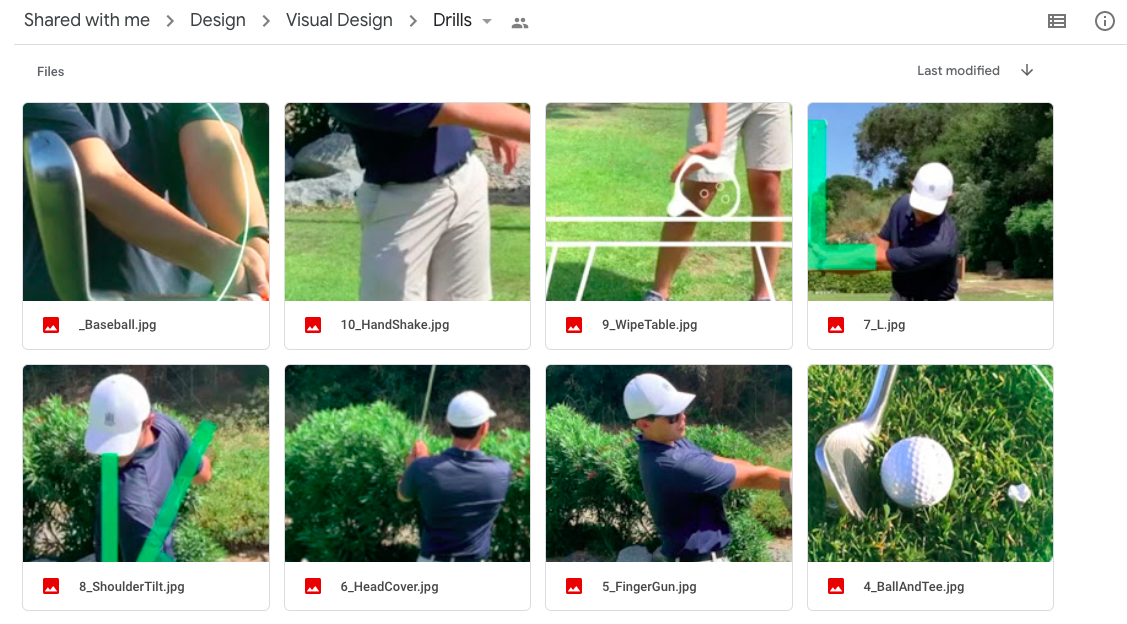 Shared with me > Design > Visual Design > Drills
Files
Last modified
_Baseball.jpg
10_HandShake.jpg
9_WipeTable.jpg
7_L.jpg
8_ShoulderTilt.jpg
6_HeadCover.jpg
5_FingerGun.jpg
4_BallAndTee.jpg